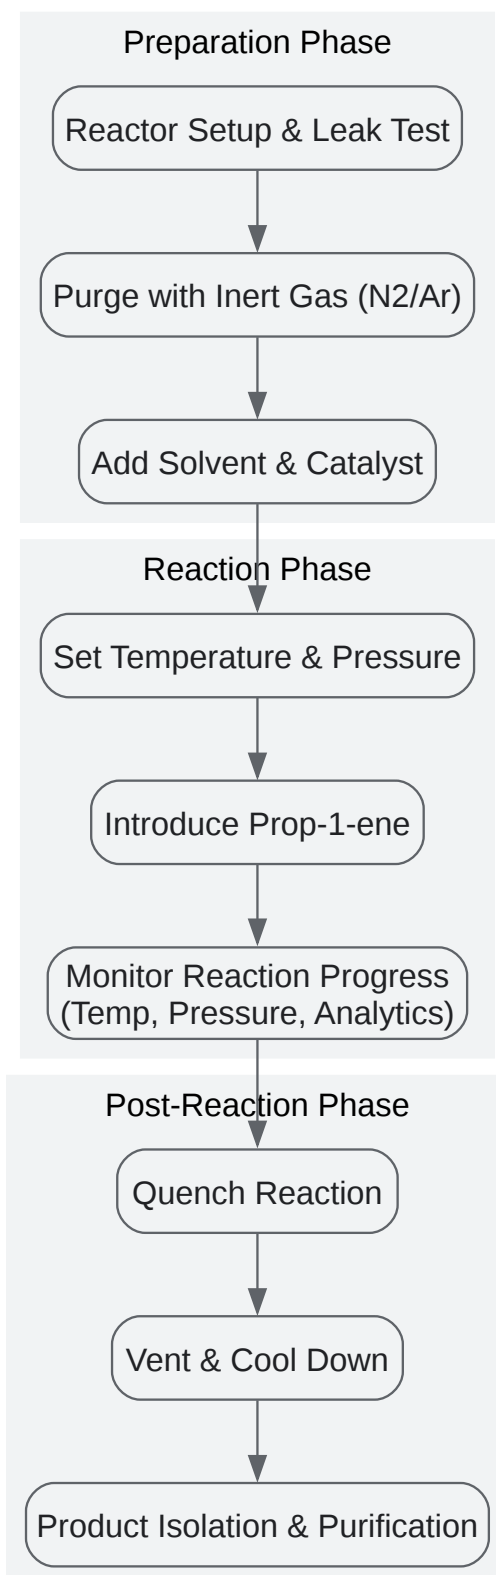 Preparation Phase
Reactor Setup & Leak Test
Purge with Inert Gas (N2/Ar)
Add Solvent & Catalyst
Reaction Phase
Set Temperature & Pressure
Introduce Prop-1-ene
Monitor Reaction Progress
(Temp, Pressure, Analytics)
Post-Reaction Phase
Quench Reaction
Vent & Cool Down
Product Isolation & Purification